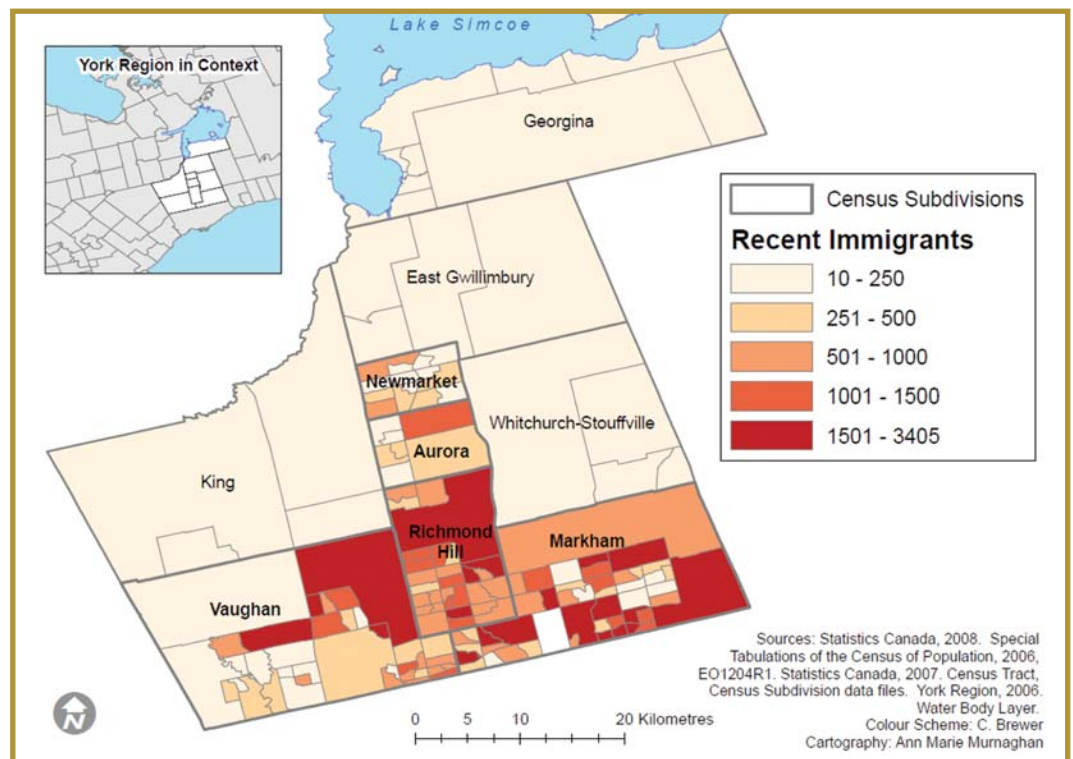 Lake Simcoe
York Region in Context
Georgina
Census Subdivisions
Recent Immigrants
10 - 250
251 - 500
501 - 1000
1001 - 1500
1501 - 3405
East Gwillimbury
Newmarket
Whitchurch-Stouffville
Aurora
King
Richmond
Hill
Markham
Vaughan
Sources: Statistics Canada, 2008. Special
Tabulations of the Census of Population, 2006,
EO1204R1. Statistics Canada, 2007. Census Tract,
Census Subdivision data files. York Region, 2006.
Water Body Layer.
Colour Scheme: C. Brewer
Cartography: Ann Marie Murnaghan
N
0 5 10 20 Kilometres